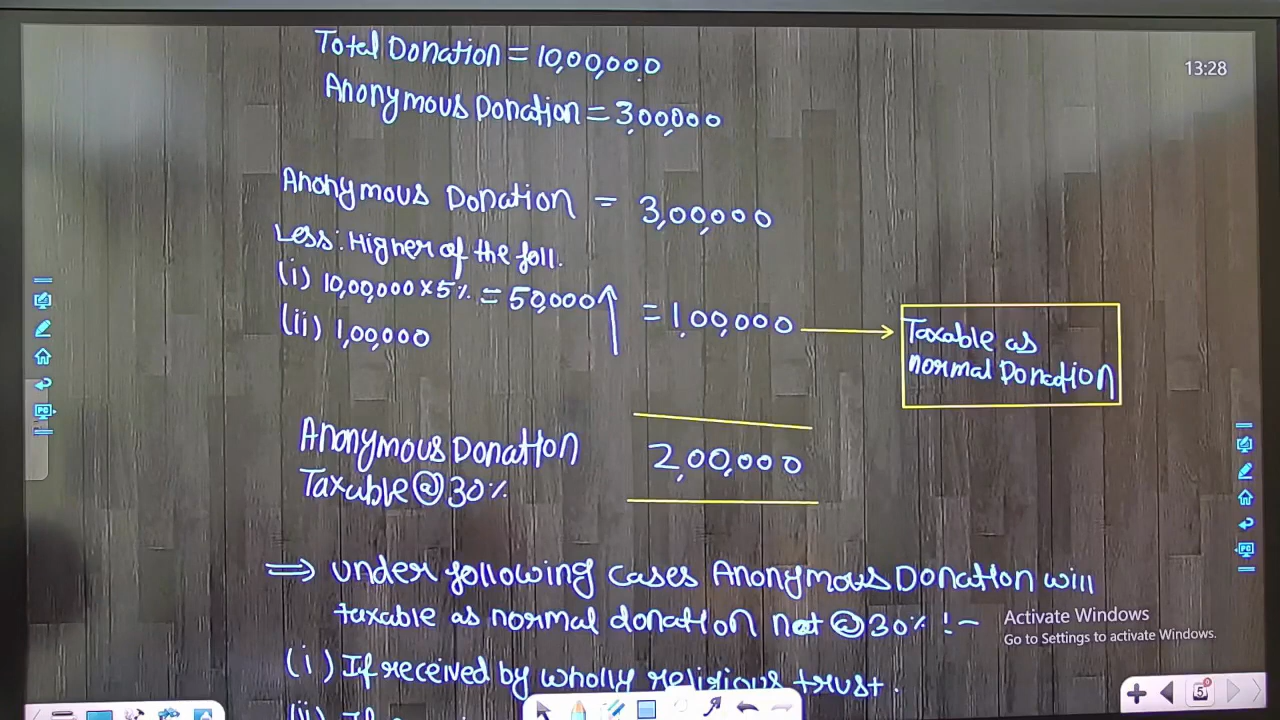 Total Donation = 10,00,000
13:28
Anonymous Donation = 3,00,000
Anonymous Donation = 3,00,000
Less: Higher of the foll.
(i) 10,00,000 x 5% = 50,000
= 1,00,000
(ii) 1,00,000
Taxable as
normal Donation
Anonymous Donation 2,00,000
Taxable @ 30%
⇒ Under following cases Anonymous Donation will
taxable as normal donation not @ 30% :-
Activate Windows
Go to Settings to activate Windows.
(i) If received by wholly religious trust.
(ii) If
5